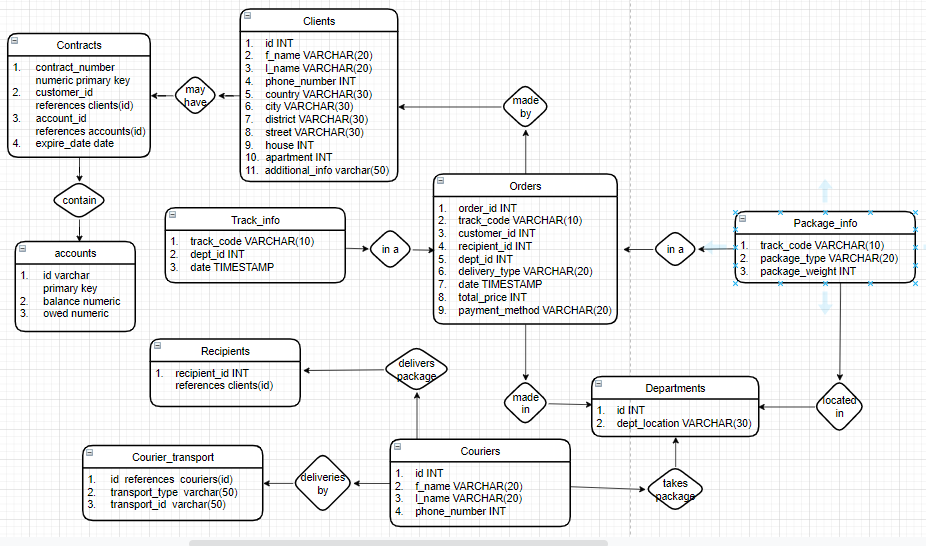 Contracts
1. contract_number
numeric primary key
2. customer_id
references clients(id)
3. account_id
references accounts(id)
4. expire_date date
may
have
Clients
1. id INT
2. f_name VARCHAR(20)
3. l_name VARCHAR(20)
4. phone_number INT
5. country VARCHAR(30)
6. city VARCHAR(30)
7. district VARCHAR(30)
8. street VARCHAR(30)
9. house INT
10. apartment INT
11. additional_info varchar(50)
made
by
contain
accounts
1. id varchar
primary key
2. balance numeric
3. owed numeric
Track_info
1. track_code VARCHAR(10)
2. dept_id INT
3. date TIMESTAMP
in a
Orders
1. order_id INT
2. track_code VARCHAR(10)
3. customer_id INT
4. recipient_id INT
5. dept_id INT
6. delivery_type VARCHAR(20)
7. date TIMESTAMP
8. total_price INT
9. payment_method VARCHAR(20)
in a
Package_info
1. track_code VARCHAR(10)
2. package_type VARCHAR(20)
3. package_weight INT
Recipients
1. recipient_id INT
references clients(id)
delivers
package
made
in
Departments
1. id INT
2. dept_location VARCHAR(30)
located
in
Courier_transport
1. id references couriers(id)
2. transport_type varchar(50)
3. transport_id varchar(50)
deliveries
by
Couriers
1. id INT
2. f_name VARCHAR(20)
3. l_name VARCHAR(20)
4. phone_number INT
takes
package